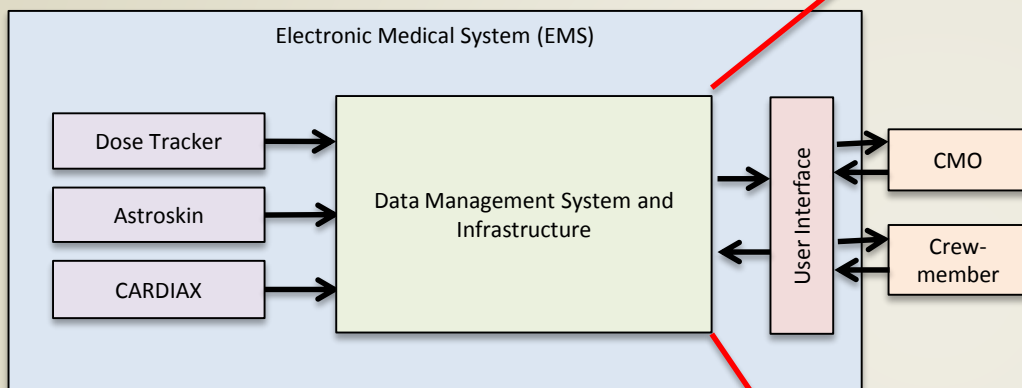 Electronic Medical System (EMS)
Dose Tracker
Astroskin
CARDIAX
Data Management System and
Infrastructure
User Interface
CMO
Crew-
member